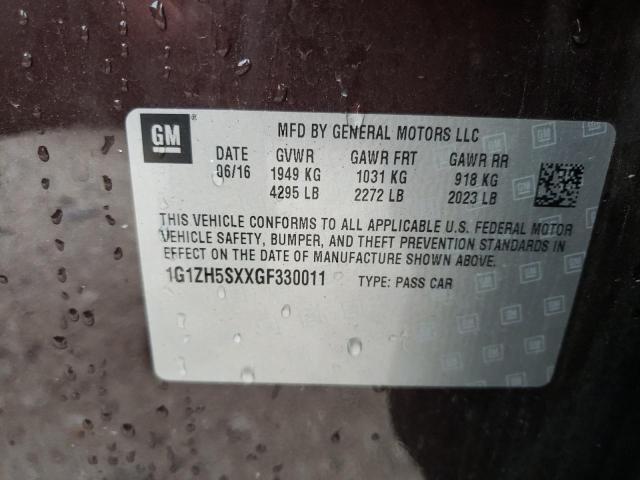 GM
MFD BY GENERAL MOTORS LLC
DATE GVWR GAWR FRT GAWR RR
06/16 1949 KG 1031 KG 918 KG
4295 LB 2272 LB 2023 LB
THIS VEHICLE CONFORMS TO ALL APPLICABLE U.S. FEDERAL MOTOR
VEHICLE SAFETY, BUMPER, AND THEFT PREVENTION STANDARDS IN
EFFECT ON THE DATE OF MANUFACTURE SHOWN ABOVE.
1G1ZH5SXXGF330011 TYPE: PASS CAR